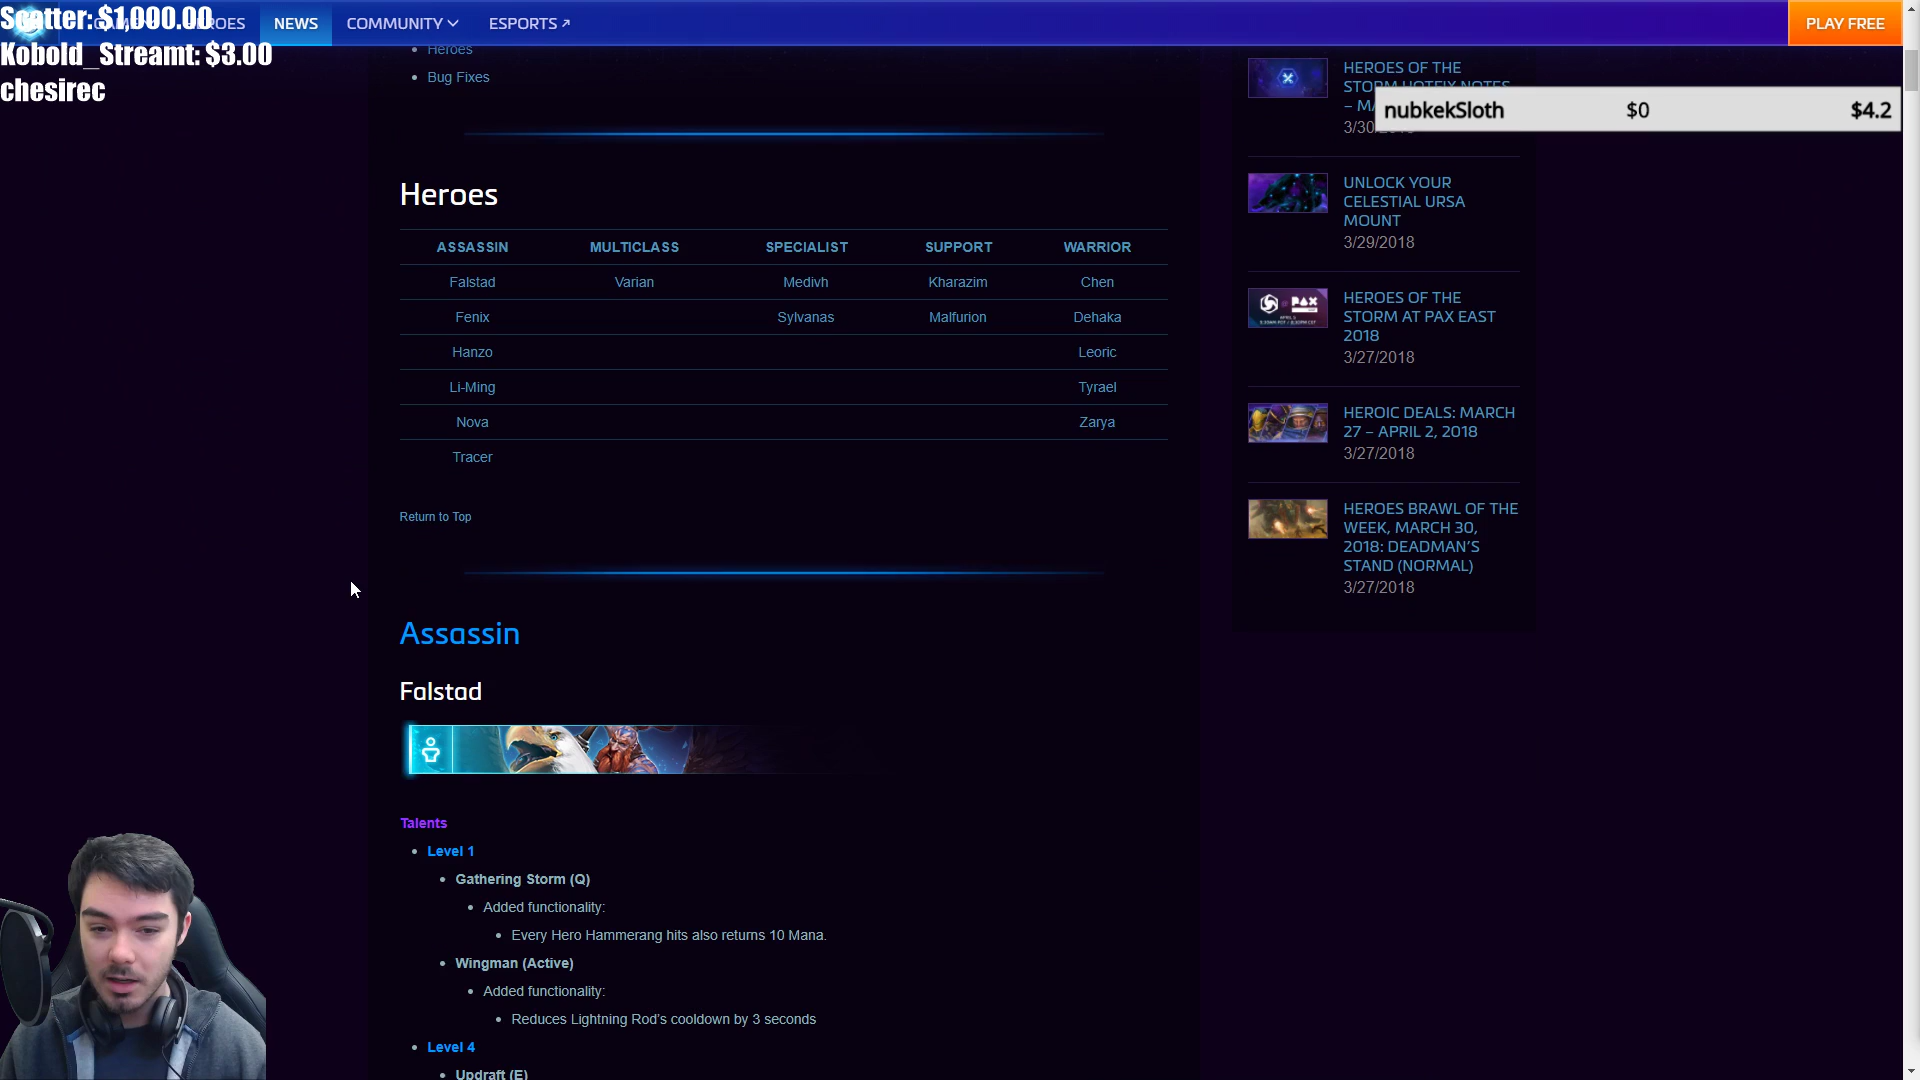 Scotter: $1,000.00
NEWS
COMMUNITY
ESPORTS
PLAY FREE
Kobold_Streamt: $3.00
chesirec
Heroes
Bug Fixes
Heroes
ASSASSIN MULTICLASS SPECIALIST SUPPORT WARRIOR
Falstad Varian Medivh Kharazim Chen
Fenix Sylvanas Malfurion Dehaka
Hanzo Leoric
Li-Ming Tyrael
Nova Zarya
Tracer
Return to Top
Assassin
Falstad
Talents
Level 1
Gathering Storm (Q)
Added functionality:
Every Hero Hammerang hits also returns 10 Mana.
Wingman (Active)
Added functionality:
Reduces Lightning Rod's cooldown by 3 seconds
Level 4
Updraft (E)
HEROES OF THE
STORM HOTFIX NOTES
nubkekSloth $0 $4.2
UNLOCK YOUR
CELESTIAL URSA
MOUNT
3/29/2018
PAX
HEROES OF THE
STORM AT PAX EAST
2018
3/27/2018
HEROIC DEALS: MARCH
27 – APRIL 2, 2018
3/27/2018
HEROES BRAWL OF THE
WEEK, MARCH 30,
2018: DEADMAN'S
STAND (NORMAL)
3/27/2018